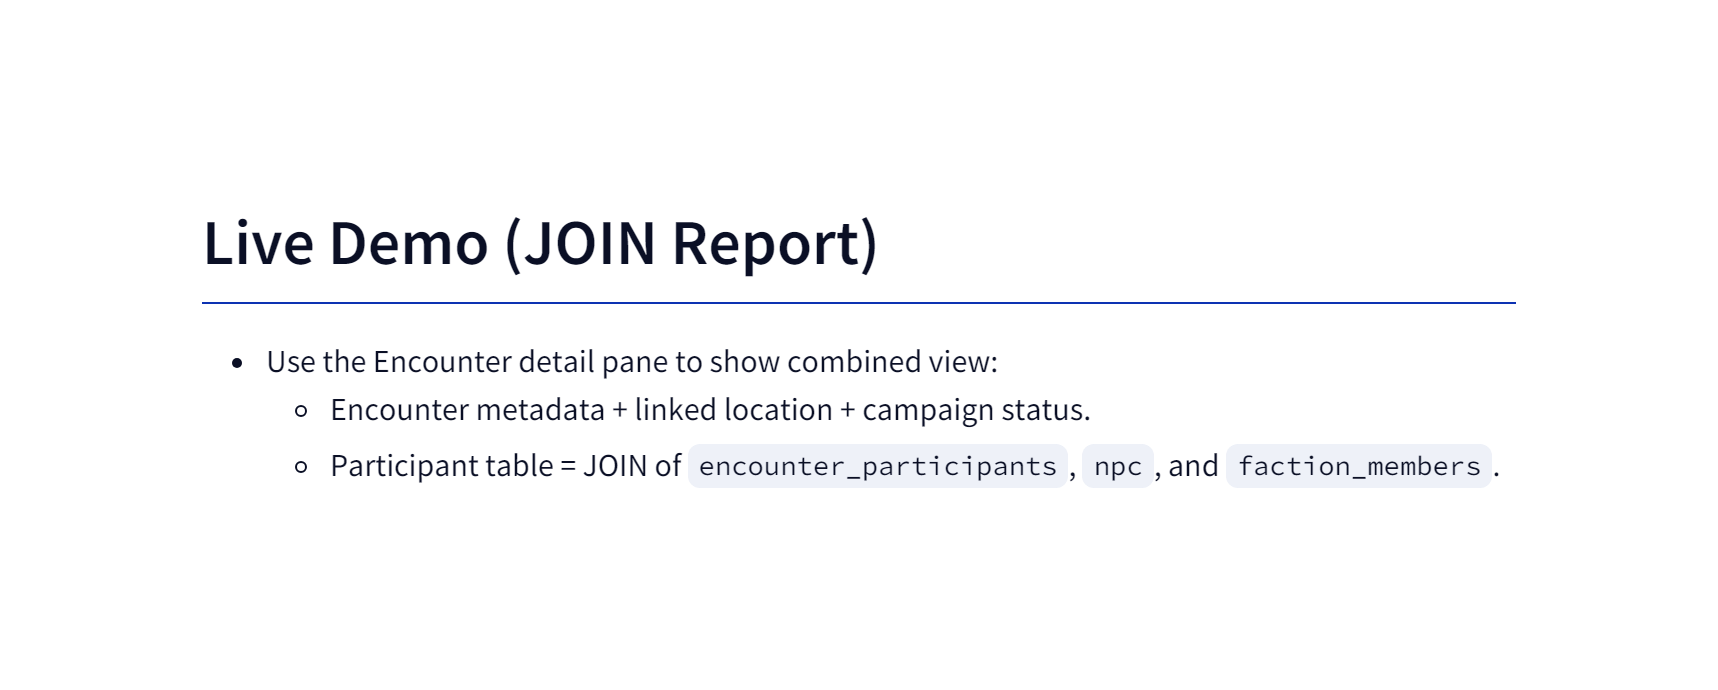 Live Demo (JOIN Report)
Use the Encounter detail pane to show combined view:
Encounter metadata + linked location + campaign status.
Participant table = JOIN of encounter_participants, npc, and faction_members.